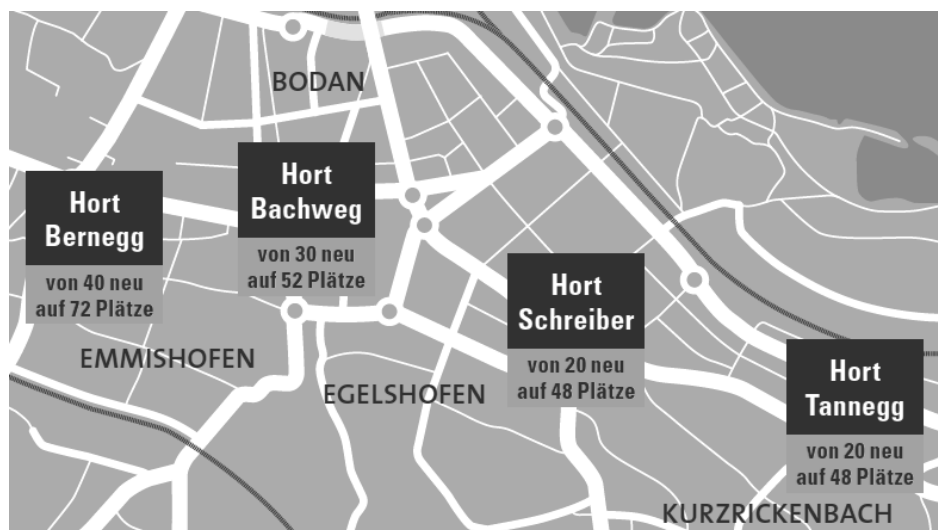 BODAN
Hort
Bernegg
von 40 neu
auf 72 Plätze
Hort
Bachweg
von 30 neu
auf 52 Plätze
Hort
Schreiber
von 20 neu
auf 48 Plätze
Hort
Tannegg
von 20 neu
auf 48 Plätze
EMMISHOFEN
EGELSHOFEN
KURZRICKENBACH